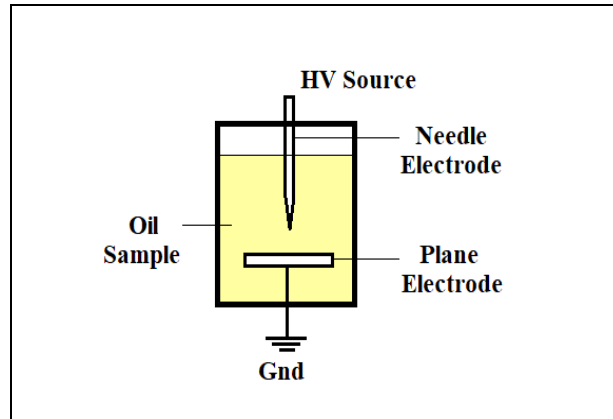 HV Source
Needle
Electrode
Oil
Sample
Plane
Electrode
Gnd